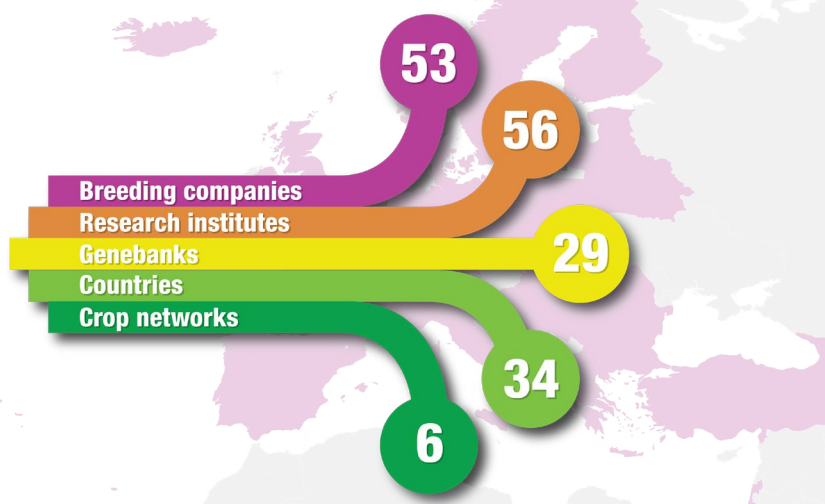 53
56
Breeding companies
Research institutes
Genebanks
29
Countries
Crop networks
34
6